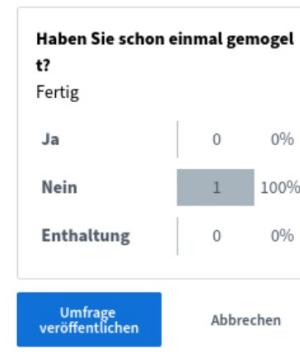 Haben Sie schon einmal gemogel
t?
Fertig
Ja 0 0%
Nein 1 100%
Enthaltung 0 0%
Umfrage
veröffentlichen
Abbrechen